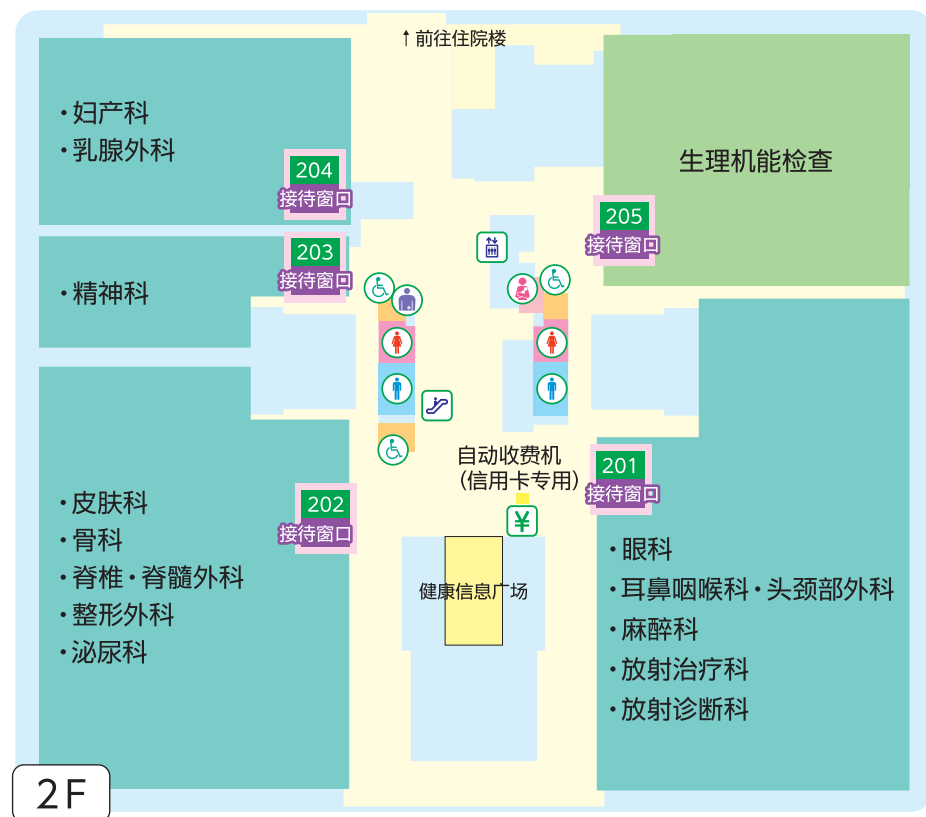 ↑前往住院楼
・妇产科
・乳腺外科
204
接待窗口
生理机能检查
205
接待窗口
203
接待窗口
・精神科
自动收费机
(信用卡专用)
¥
201
接待窗口
202
接待窗口
・皮肤科
・骨科
・脊椎・脊髓外科
・整形外科
・泌尿科
健康信息广场
・眼科
・耳鼻咽喉科・头颈部外科
・麻醉科
・放射治疗科
・放射诊断科
2F